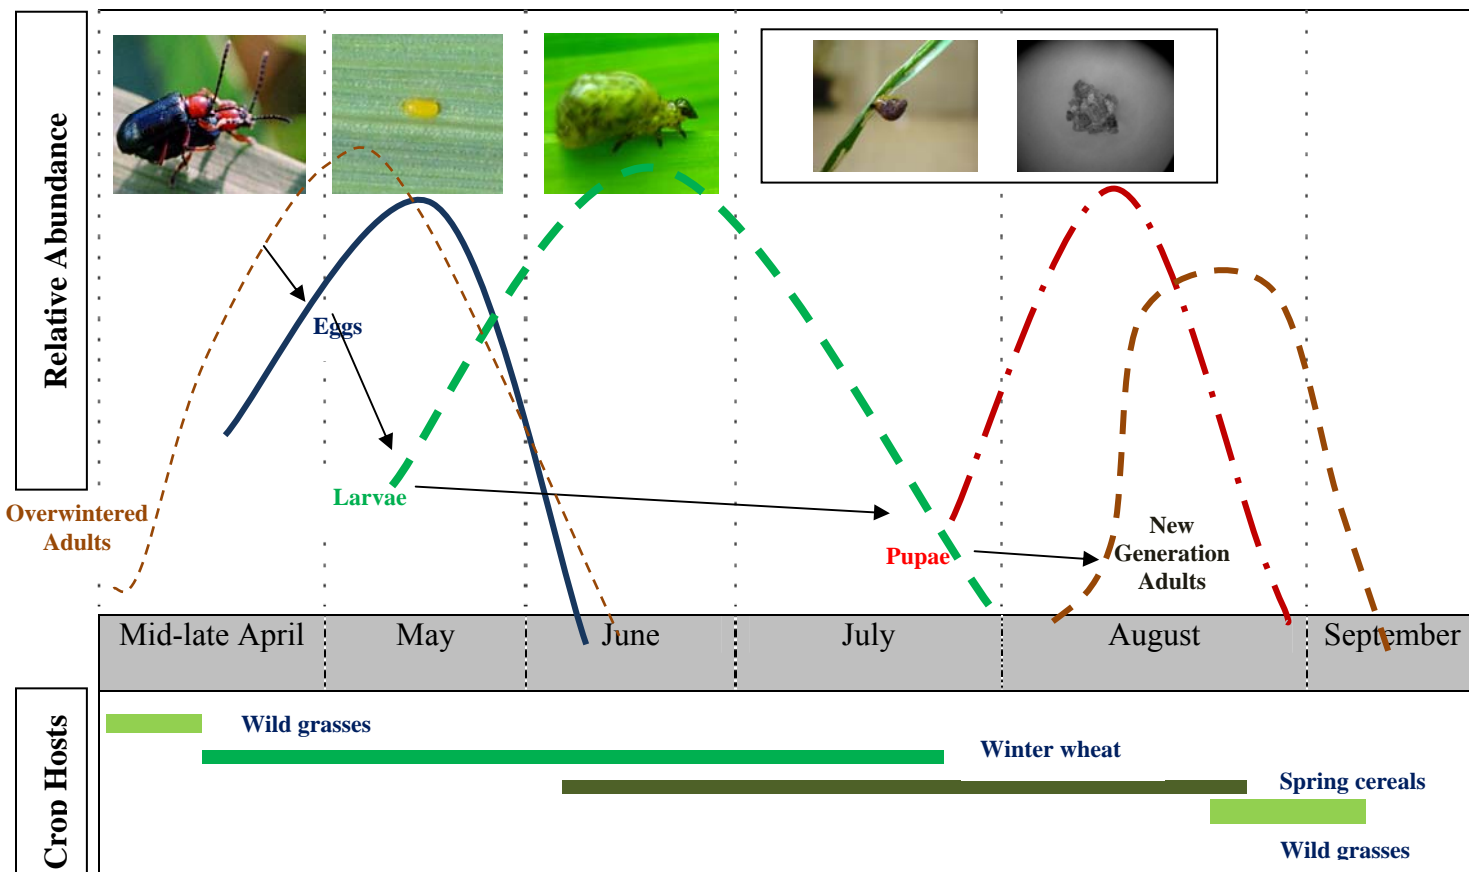 Relative Abundance
Eggs
Larvae
Overwintered
Adults
Pupae
New
Generation
Adults
Mid-late April
May
June
July
August
September
Crop Hosts
Wild grasses
Winter wheat
Spring cereals
Wild grasses